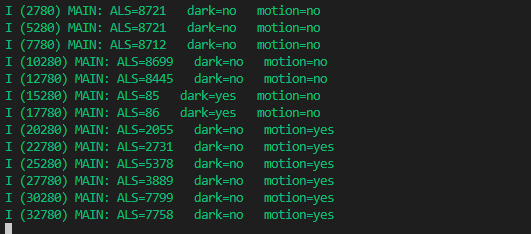 I (2780) MAIN: ALS=8721   dark=no   motion=no
I (5280) MAIN: ALS=8721   dark=no   motion=no
I (7780) MAIN: ALS=8712   dark=no   motion=no
I (10280) MAIN: ALS=8699   dark=no   motion=no
I (12780) MAIN: ALS=8445   dark=no   motion=no
I (15280) MAIN: ALS=85   dark=yes   motion=no
I (17780) MAIN: ALS=86   dark=yes   motion=no
I (20280) MAIN: ALS=2055   dark=no   motion=yes
I (22780) MAIN: ALS=2731   dark=no   motion=yes
I (25280) MAIN: ALS=5378   dark=no   motion=yes
I (27780) MAIN: ALS=3889   dark=no   motion=yes
I (30280) MAIN: ALS=7799   dark=no   motion=yes
I (32780) MAIN: ALS=7758   dark=no   motion=yes